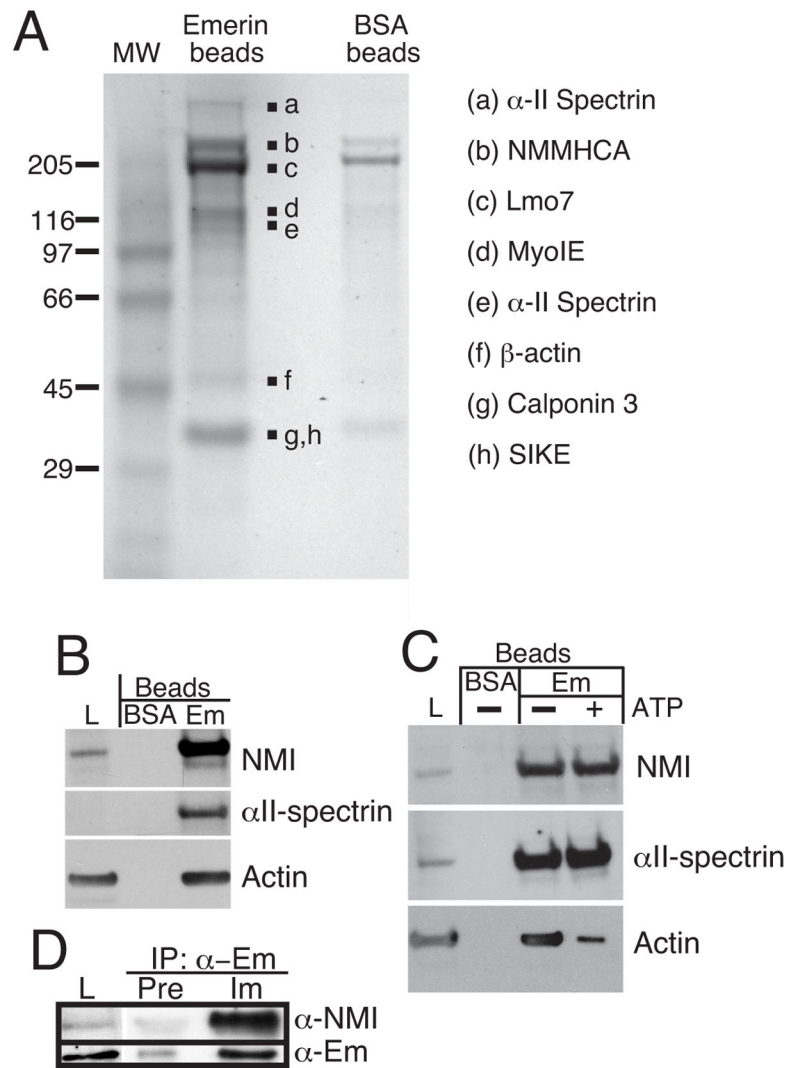 A
MW
Emerin beads
BSA beads
205
116
97
66
45
29
a
b
c
d
e
f
g,h
(a) α-II Spectrin
(b) NMMHCA
(c) Lmo7
(d) MyoIE
(e) α-II Spectrin
(f) β-actin
(g) Calponin 3
(h) SIKE
B
Beads
L BSA Em
NMI
αII-spectrin
Actin
C
Beads
BSA Em
L − − + ATP
NMI
αII-spectrin
Actin
D
IP: α–Em
L Pre Im
α-NMI
α-Em